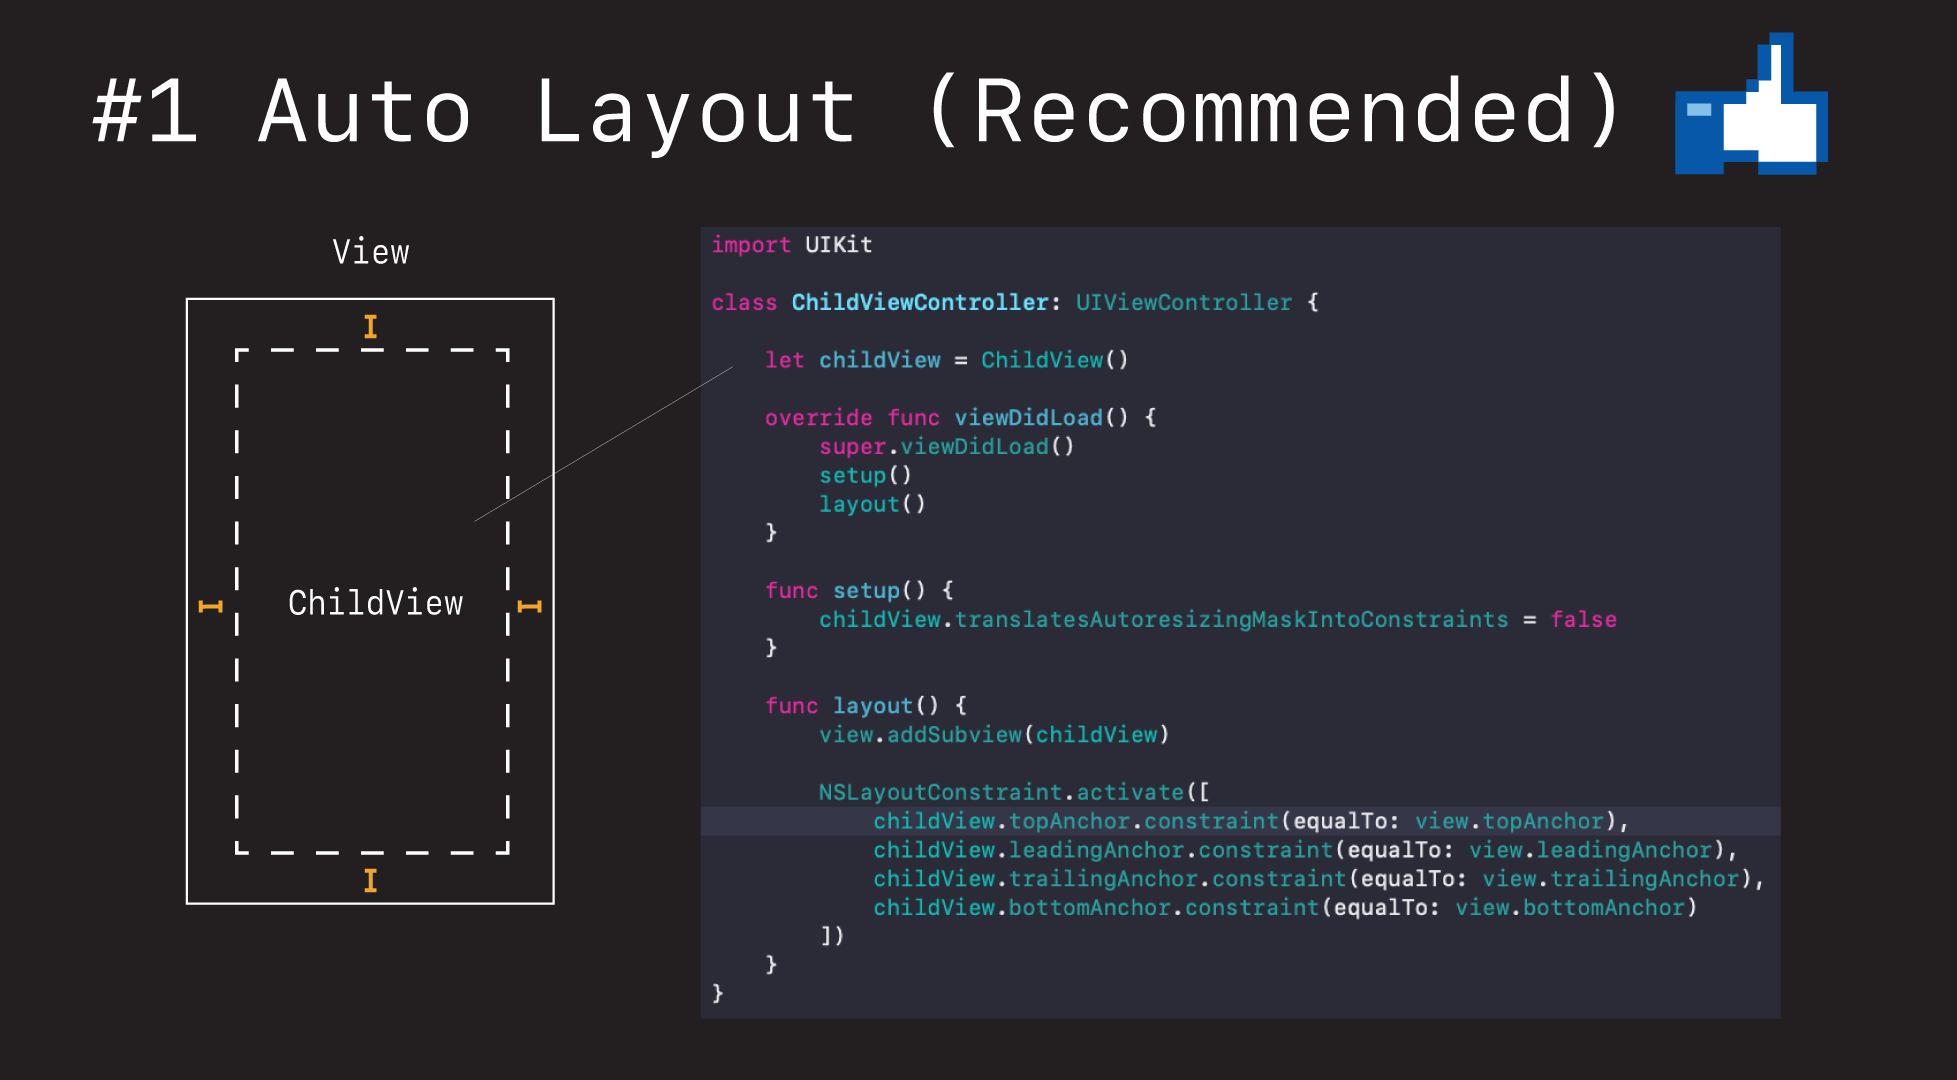 #1 Auto Layout (Recommended)
View
ChildView
import UIKit
class ChildViewController: UIViewController {
    let childView = ChildView()
    override func viewDidLoad() {
        super.viewDidLoad()
        setup()
        layout()
    }
    func setup() {
        childView.translatesAutoresizingMaskIntoConstraints = false
    }
    func layout() {
        view.addSubview(childView)
        NSLayoutConstraint.activate([
            childView.topAnchor.constraint(equalTo: view.topAnchor),
            childView.leadingAnchor.constraint(equalTo: view.leadingAnchor),
            childView.trailingAnchor.constraint(equalTo: view.trailingAnchor),
            childView.bottomAnchor.constraint(equalTo: view.bottomAnchor)
        ])
    }
}